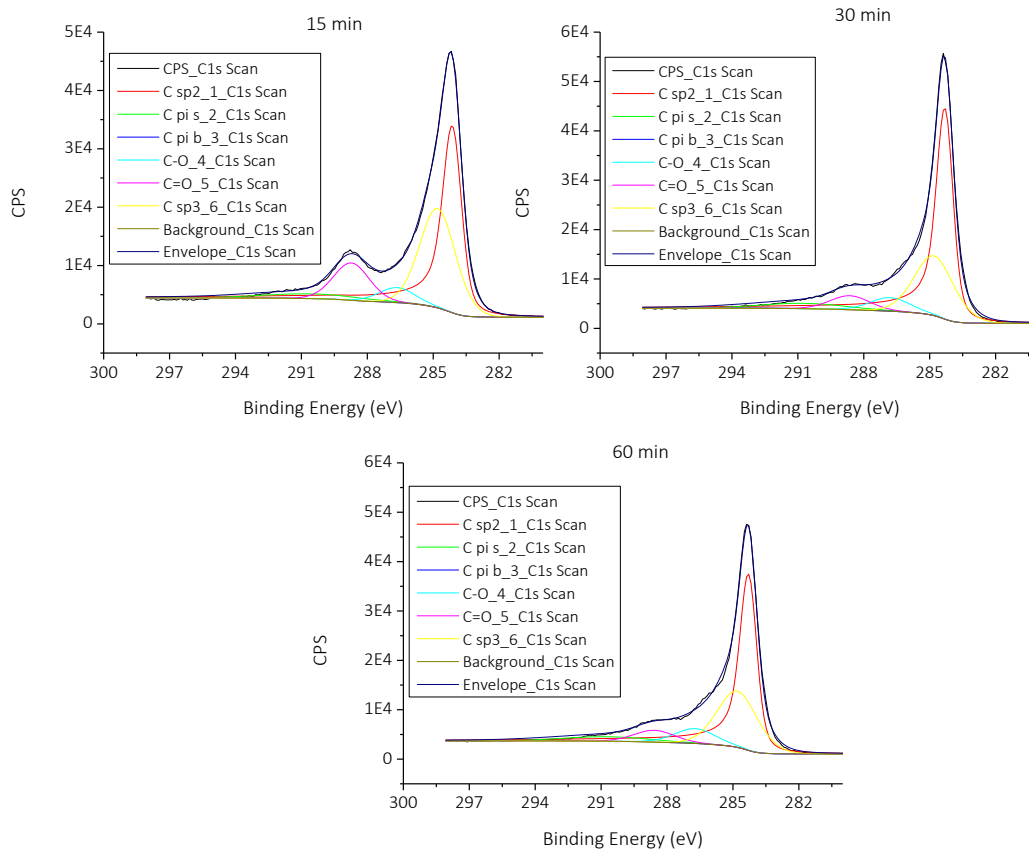 15 min
5E4
4E4
3E4
2E4
1E4
0
CPS
CPS_C1s Scan
C sp2_1_C1s Scan
C pi s_2_C1s Scan
C pi b_3_C1s Scan
C-O_4_C1s Scan
C=O_5_C1s Scan
C sp3_6_C1s Scan
Background_C1s Scan
Envelope_C1s Scan
300 297 294 291 288 285 282
Binding Energy (eV)
30 min
6E4
5E4
4E4
3E4
2E4
1E4
0
CPS
CPS_C1s Scan
C sp2_1_C1s Scan
C pi s_2_C1s Scan
C pi b_3_C1s Scan
C-O_4_C1s Scan
C=O_5_C1s Scan
C sp3_6_C1s Scan
Background_C1s Scan
Envelope_C1s Scan
300 297 294 291 288 285 282
Binding Energy (eV)
60 min
6E4
5E4
4E4
3E4
2E4
1E4
0
CPS
CPS_C1s Scan
C sp2_1_C1s Scan
C pi s_2_C1s Scan
C pi b_3_C1s Scan
C-O_4_C1s Scan
C=O_5_C1s Scan
C sp3_6_C1s Scan
Background_C1s Scan
Envelope_C1s Scan
300 297 294 291 288 285 282
Binding Energy (eV)